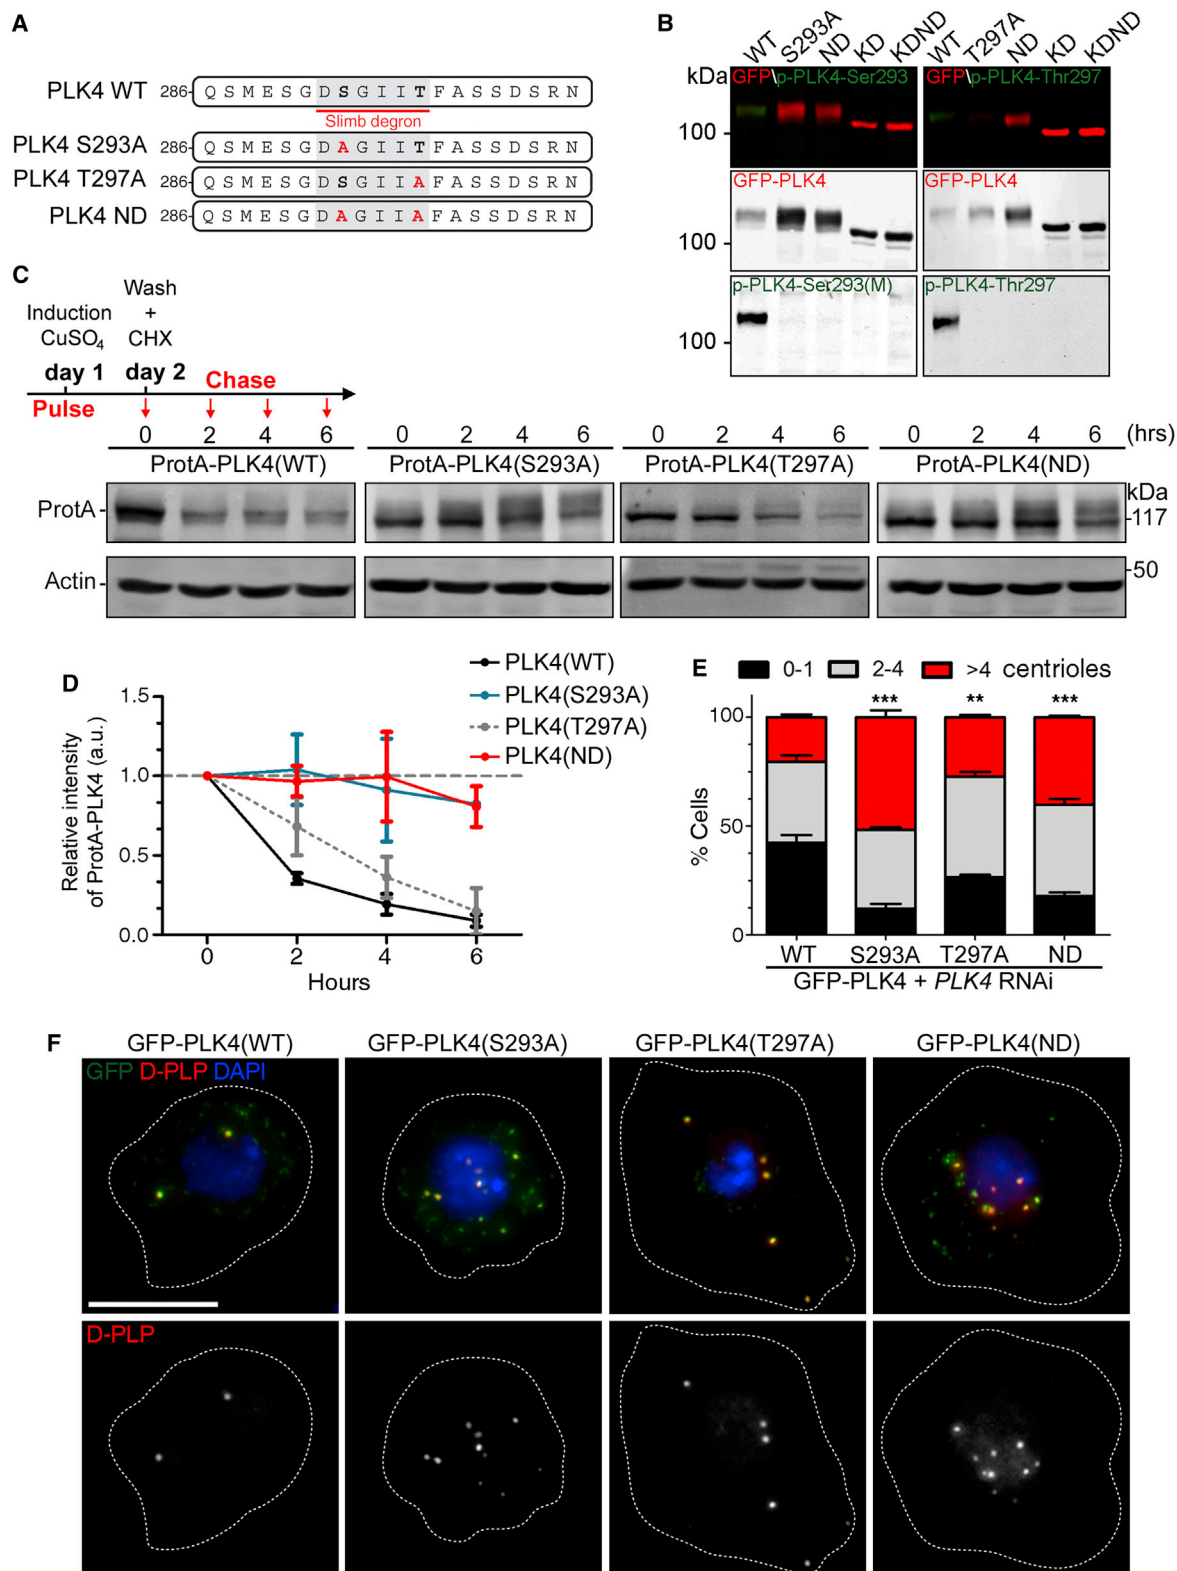 A
PLK4 WT 286- Q S M E S G D S G I I T F A S S D S R N
Slimb degron
PLK4 S293A 286- Q S M E S G D A G I I T F A S S D S R N
PLK4 T297A 286- Q S M E S G D S G I I A F A S S D S R N
PLK4 ND 286- Q S M E S G D A G I I A F A S S D S R N
B
WT S293A ND KD KDND WT T297A ND KD KDND
kDa GFP\p-PLK4-Ser293 GFP\p-PLK4-Thr297
100
GFP-PLK4 GFP-PLK4
100
p-PLK4-Ser293(M) p-PLK4-Thr297
100
C
Induction CuSO4
Wash + CHX
day 1 day 2
Chase
Pulse
0 2 4 6 0 2 4 6 0 2 4 6 0 2 4 6 (hrs)
ProtA-PLK4(WT) ProtA-PLK4(S293A) ProtA-PLK4(T297A) ProtA-PLK4(ND)
kDa
ProtA - -117
Actin - -50
D
PLK4(WT)
PLK4(S293A)
PLK4(T297A)
PLK4(ND)
Relative intensity
of ProtA-PLK4 (a.u.)
1.5
1.0
0.5
0.0
0 2 4 6
Hours
E
0-1 2-4 >4 centrioles
*** ** ***
% Cells
100
50
0
WT S293A T297A ND
GFP-PLK4 + PLK4 RNAi
F
GFP-PLK4(WT) GFP-PLK4(S293A) GFP-PLK4(T297A) GFP-PLK4(ND)
GFP D-PLP DAPI
D-PLP